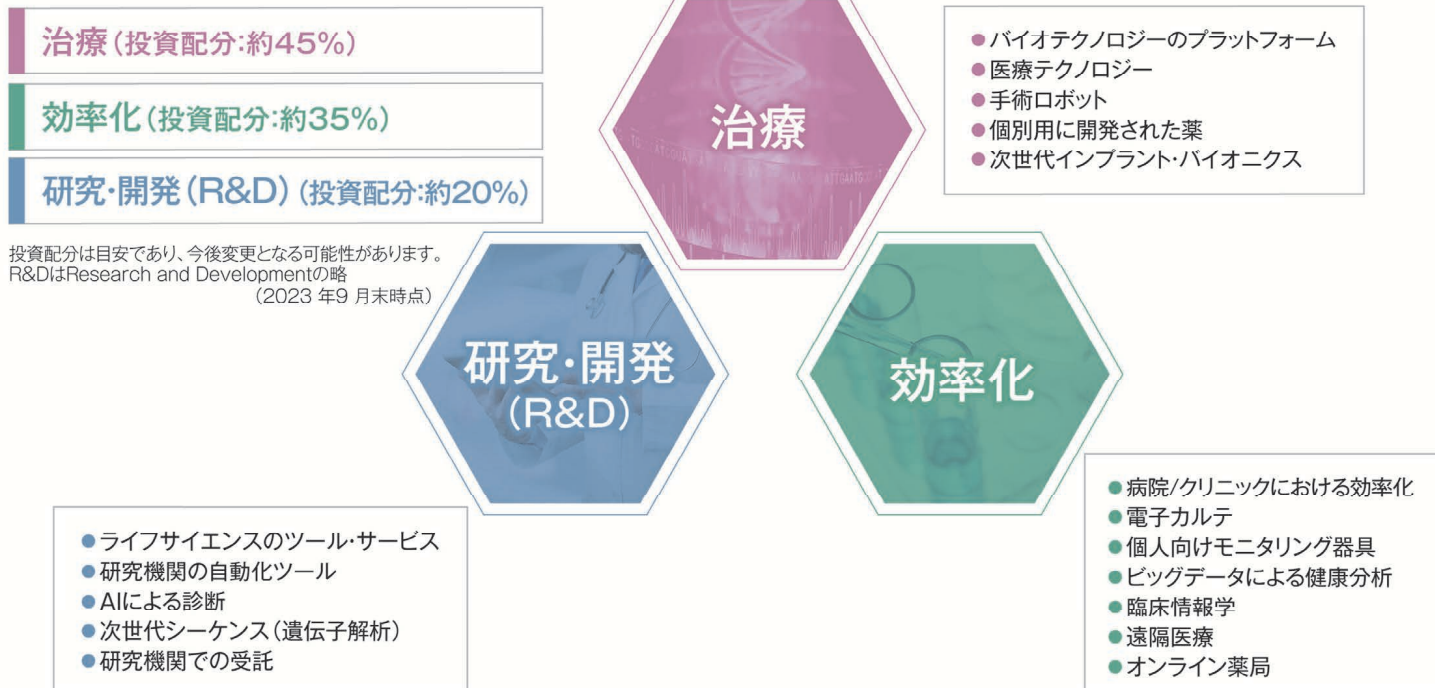 治療(投資配分:約45%)
効率化(投資配分:約35%)
研究・開発(R&D)(投資配分:約20%)
投資配分は目安であり、今後変更となる可能性があります。
R&DはResearch and Developmentの略
(2023 年9 月末時点)
治療
●バイオテクノロジーのプラットフォーム
●医療テクノロジー
●手術ロボット
●個別用に開発された薬
●次世代インプラント・バイオニクス
研究・開発
(R&D)
●ライフサイエンスのツール・サービス
●研究機関の自動化ツール
●AIによる診断
●次世代シーケンス(遺伝子解析)
●研究機関での受託
効率化
●病院/クリニックにおける効率化
●電子カルテ
●個人向けモニタリング器具
●ビッグデータによる健康分析
●臨床情報学
●遠隔医療
●オンライン薬局